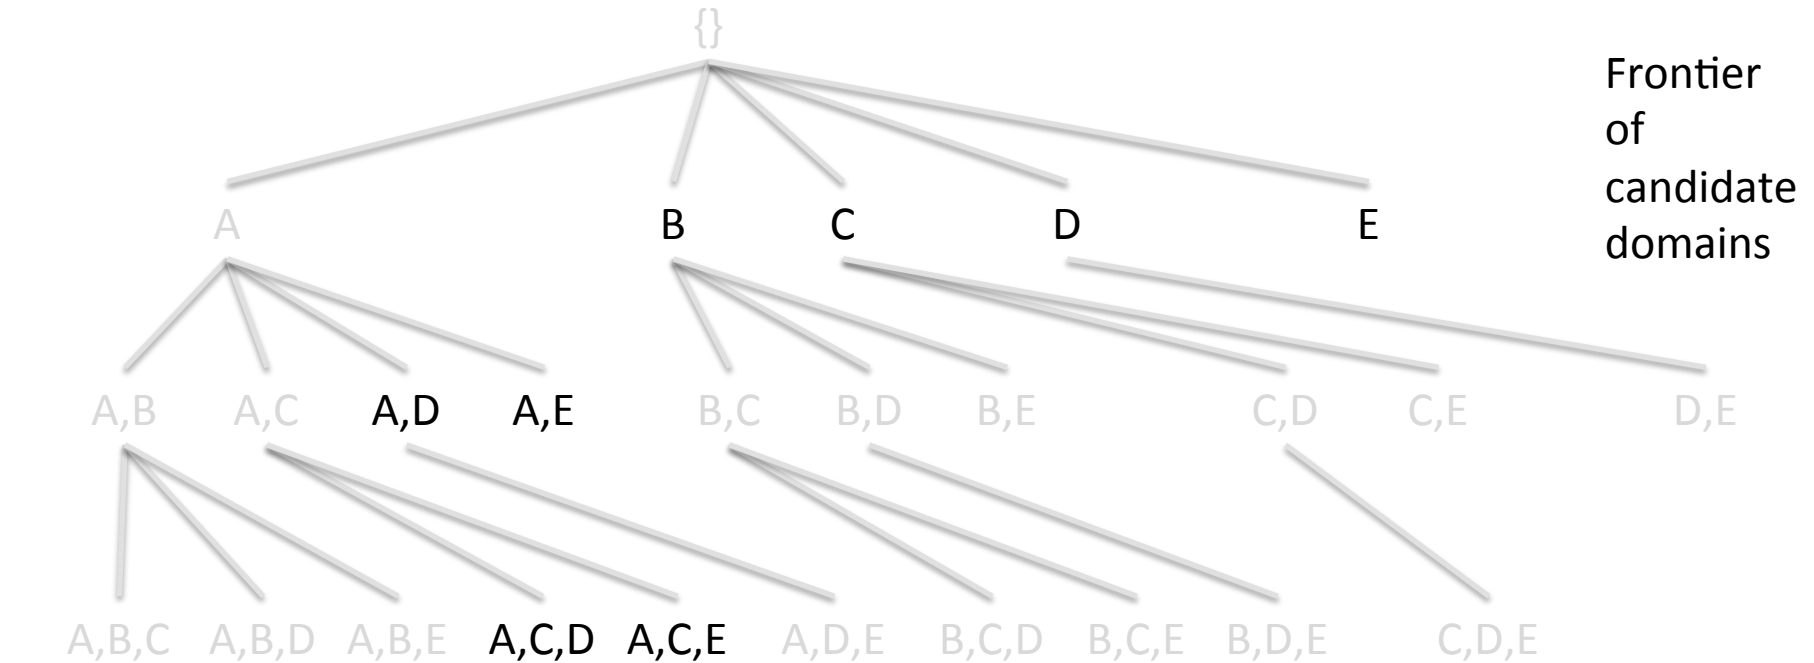 {}
Frontier
of
candidate
domains
A B C D E
A,B A,C A,D A,E B,C B,D B,E C,D C,E D,E
A,B,C A,B,D A,B,E A,C,D A,C,E A,D,E B,C,D B,C,E B,D,E C,D,E